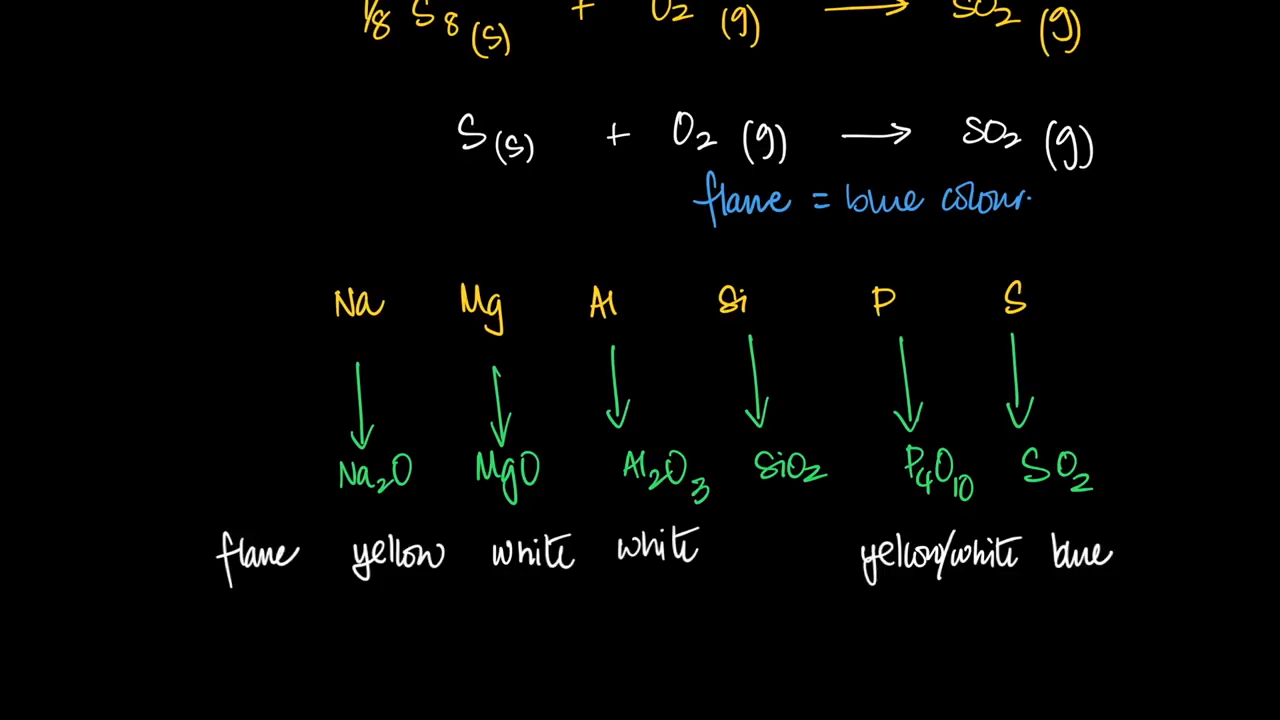 1/8 S8 (s) + O2 (g) → SO2 (g)
S (s) + O2 (g) → SO2 (g)
flame = blue colour.
Na Mg Al Si P S
Na2O MgO Al2O3 SiO2 P4O10 SO2
flame yellow white white yellow/white blue